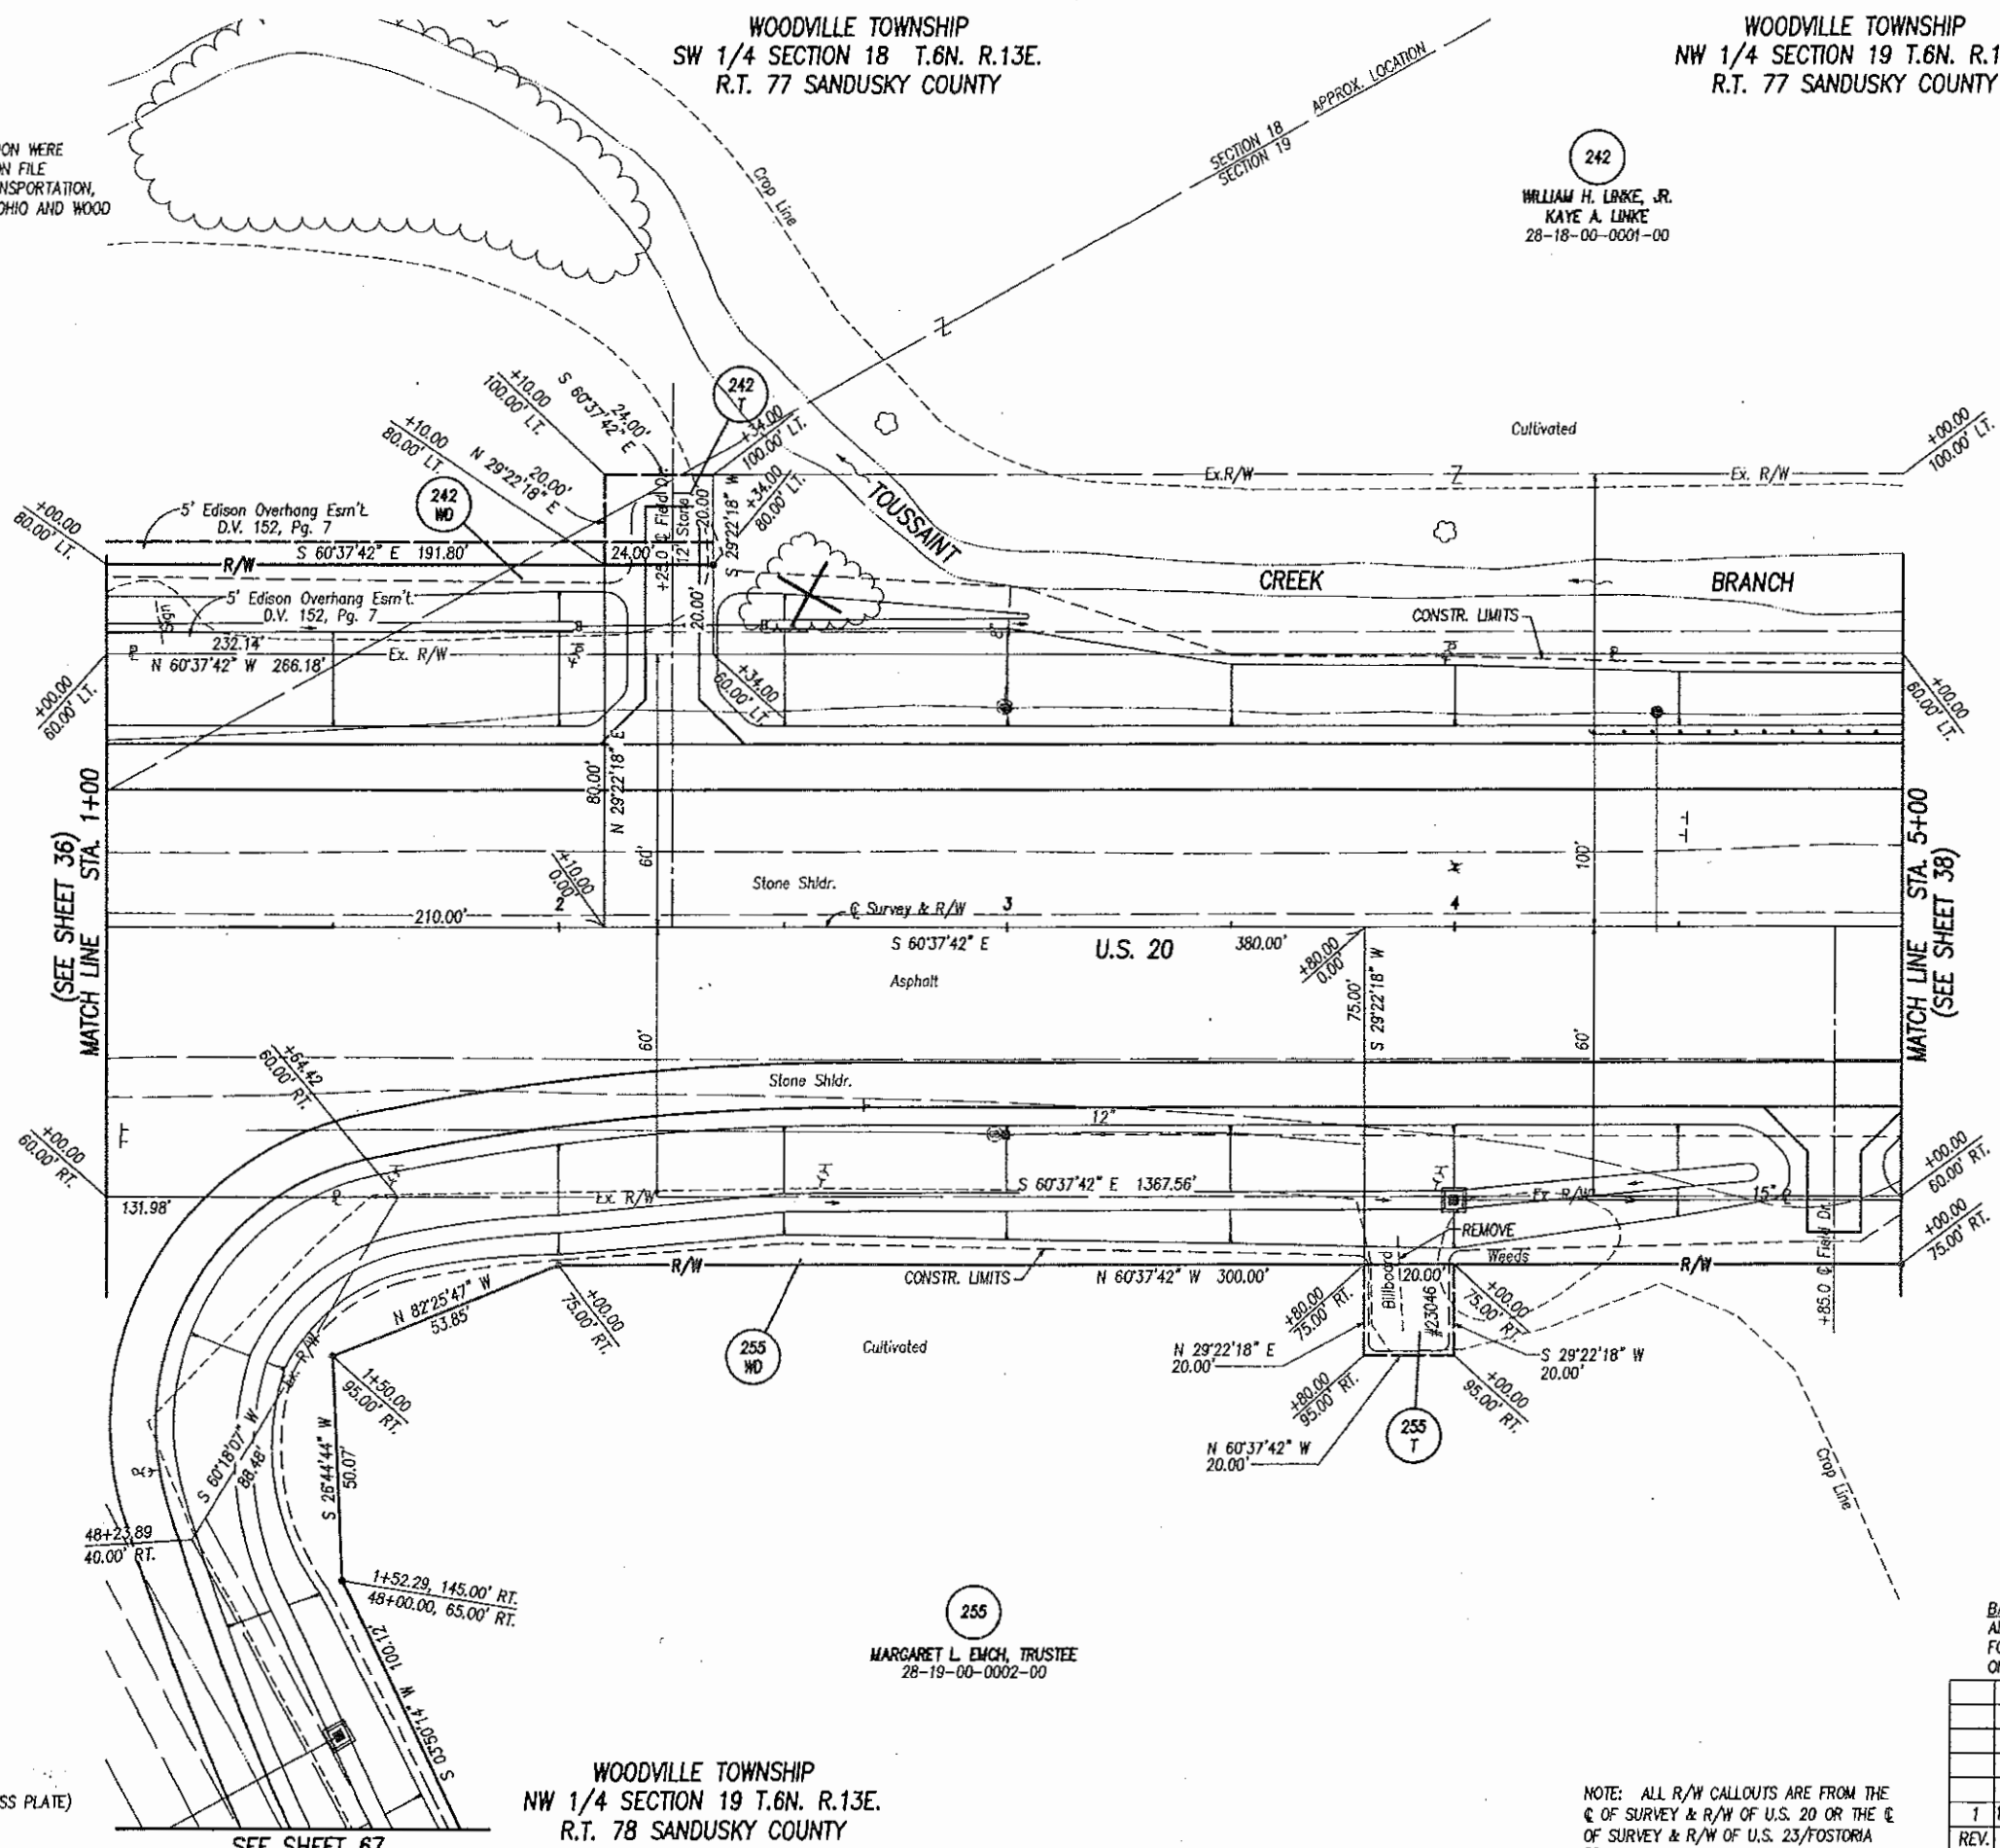 WOODVILLE TOWNSHIP
SW 1/4 SECTION 18 T.6N. R.13E.
R.T. 77 SANDUSKY COUNTY
WOODVILLE TOWNSHIP
NW 1/4 SECTION 19 T.6N. R.1
R.T. 77 SANDUSKY COUNTY
ON WERE
N FILE
NSPORTATION,
OHIO AND WOOD
SECTION 18
SECTION 19
APPROX. LOCATION
Crop Line
242
WILLIAM H. LINKE, JR.
KAYE A. LINKE
28-18-00-0001-00
Cultivated
+00.00
100.00' LT.
242
T
+10.00
100.00' LT.
S 60°37'42" E
24.00'
+10.00
80.00' LT.
N 29°22'18" E
20.00'
+34.00
100.00' LT.
+34.00
80.00' LT.
S 29°22'18" W
20.00'
242
WD
+00.00
80.00' LT.
5' Edison Overhang Esm't.
D.V. 152, Pg. 7
S 60°37'42" E 191.80'
24.00'
R/W
+25.0 ℄ Field Dr.
12' Stone
20.00'
Ex.R/W
Ex. R/W
TOUSSAINT
CREEK
BRANCH
CONSTR. LIMITS
5' Edison Overhang Esm't.
D.V. 152, Pg. 7
Sign
232.14'
N 60°37'42" W 266.18'
Ex. R/W
+00.00
60.00' LT.
+34.00
60.00' LT.
+00.00
60.00' LT.
MATCH LINE STA. 1+00
(SEE SHEET 36)
80.00'
N 29°22'18" E
60'
100'
+10.00
0.00'
Stone Shldr.
210.00'
2
℄ Survey & R/W
3
4
S 60°37'42" E
U.S. 20
380.00'
Asphalt
+80.00
0.00'
75.00'
S 29°22'18" W
60'
60'
MATCH LINE STA. 5+00
(SEE SHEET 38)
Stone Shldr.
12"
+64.42
60.00' RT.
+00.00
60.00' RT.
131.98'
Ex. R/W
S 60°37'42" E 1367.56'
Ex. R/W
15"
+00.00
60.00' RT.
+00.00
75.00' RT.
REMOVE
Weeds
R/W
R/W
CONSTR. LIMITS
N 60°37'42" W 300.00'
20.00'
Billboard
#23046
+85.0 ℄ Field Dr.
N 82°25'47" W
53.85'
+00.00
75.00' RT.
+80.00
75.00' RT.
+00.00
75.00' RT.
Ex. R/W
255
WD
Cultivated
N 29°22'18" E
20.00'
S 29°22'18" W
20.00'
+80.00
95.00' RT.
+00.00
95.00' RT.
255
T
N 60°37'42" W
20.00'
1+50.00
95.00' RT.
S 60°18'07" W
88.48'
S 26°44'44" W
50.07'
48+23.89
40.00' RT.
1+52.29, 145.00' RT.
48+00.00, 65.00' RT.
S 03°50'14" W 100.12'
Crop Line
255
MARGARET L. EMCH, TRUSTEE
28-19-00-0002-00
WOODVILLE TOWNSHIP
NW 1/4 SECTION 19 T.6N. R.13E.
R.T. 78 SANDUSKY COUNTY
SS PLATE)
SEE SHEET 67
NOTE: ALL R/W CALLOUTS ARE FROM THE
℄ OF SURVEY & R/W OF U.S. 20 OR THE ℄
OF SURVEY & R/W OF U.S. 23/FOSTORIA
1
REV.